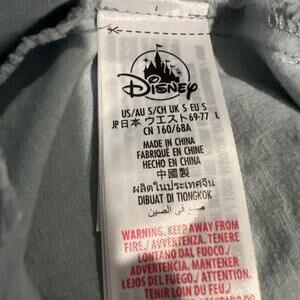 Disney
US/AU S/CH UK S EU S
JP日本 ウエスト69-77 L
CN 160/68A
MADE IN CHINA
FABRIQUÉ EN CHINE
HECHO EN CHINA
中國製
ผลิตในประเทศจีน
DIBUAT DI TIONGKOK
صنع في الصين
WARNING. KEEP AWAY FROM
FIRE./ AVVERTENZA. TENERE
LONTANO DAL FUOCO./
ADVERTENCIA. MANTENER
LEJOS DEL FUEGO./ ATTENTION.
TENIR LOIN DU FEU/